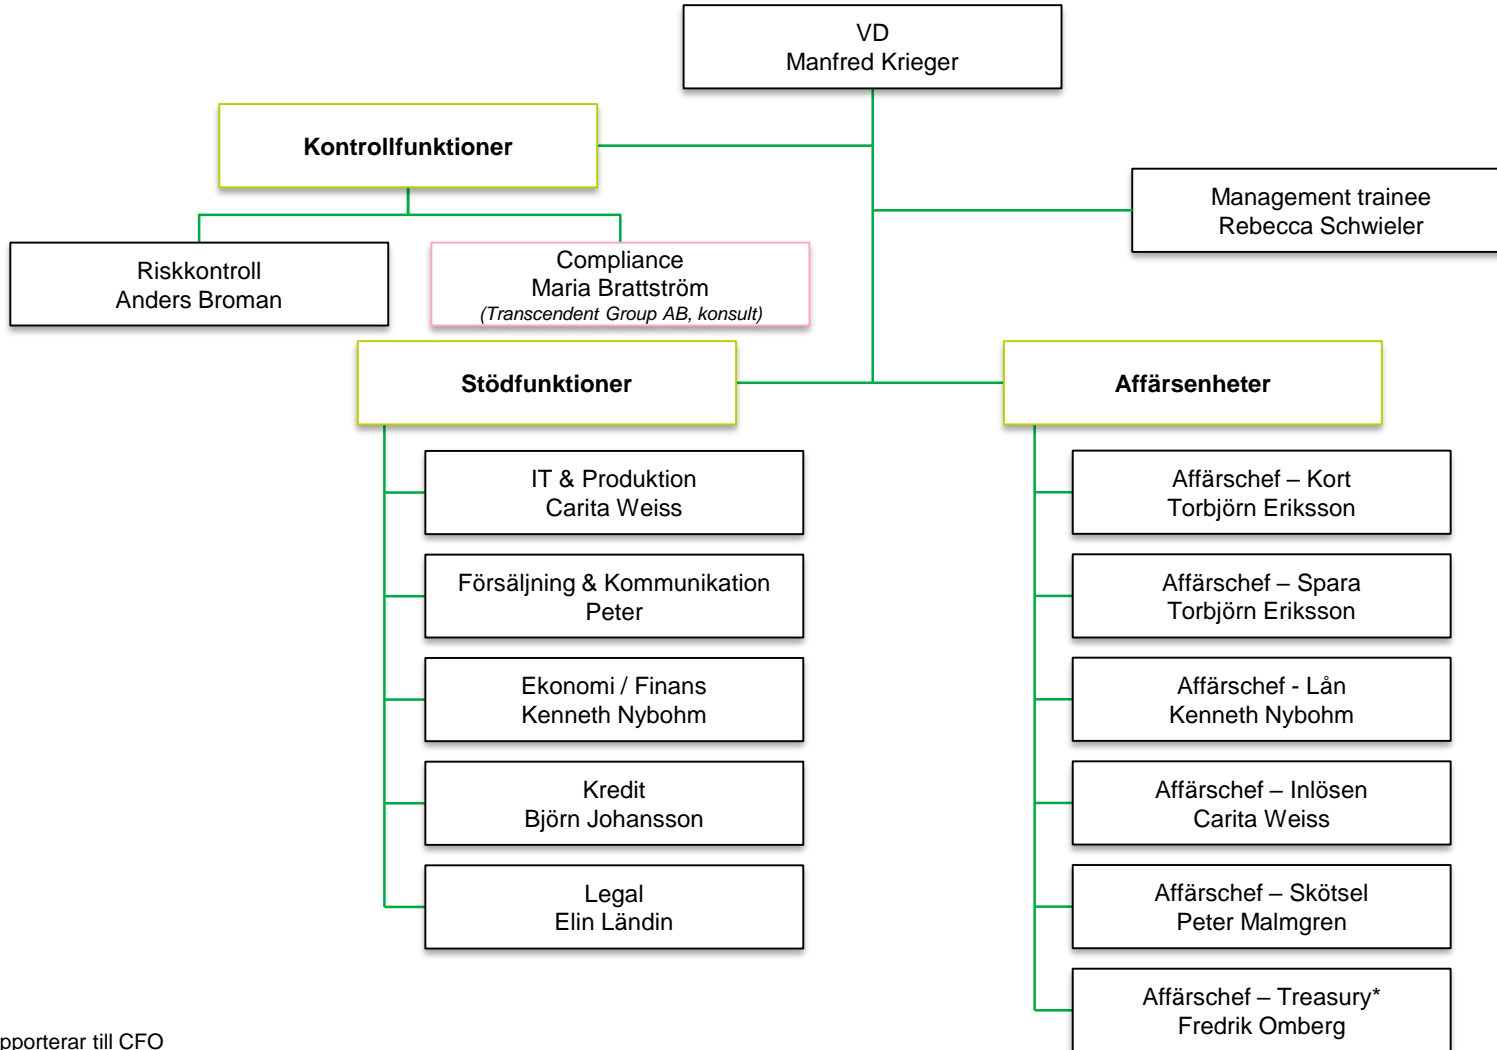 VD
Manfred Krieger
Kontrollfunktioner
Management trainee
Rebecca Schwieler
Riskkontroll
Anders Broman
Compliance
Maria Brattström
(Transcendent Group AB, konsult)
Stödfunktioner
Affärsenheter
IT & Produktion
Carita Weiss
Försäljning & Kommunikation
Peter
Ekonomi / Finans
Kenneth Nybohm
Kredit
Björn Johansson
Legal
Elin Ländin
Affärschef – Kort
Torbjörn Eriksson
Affärschef – Spara
Torbjörn Eriksson
Affärschef - Lån
Kenneth Nybohm
Affärschef – Inlösen
Carita Weiss
Affärschef – Skötsel
Peter Malmgren
Affärschef – Treasury*
Fredrik Omberg
pporterar till CFO